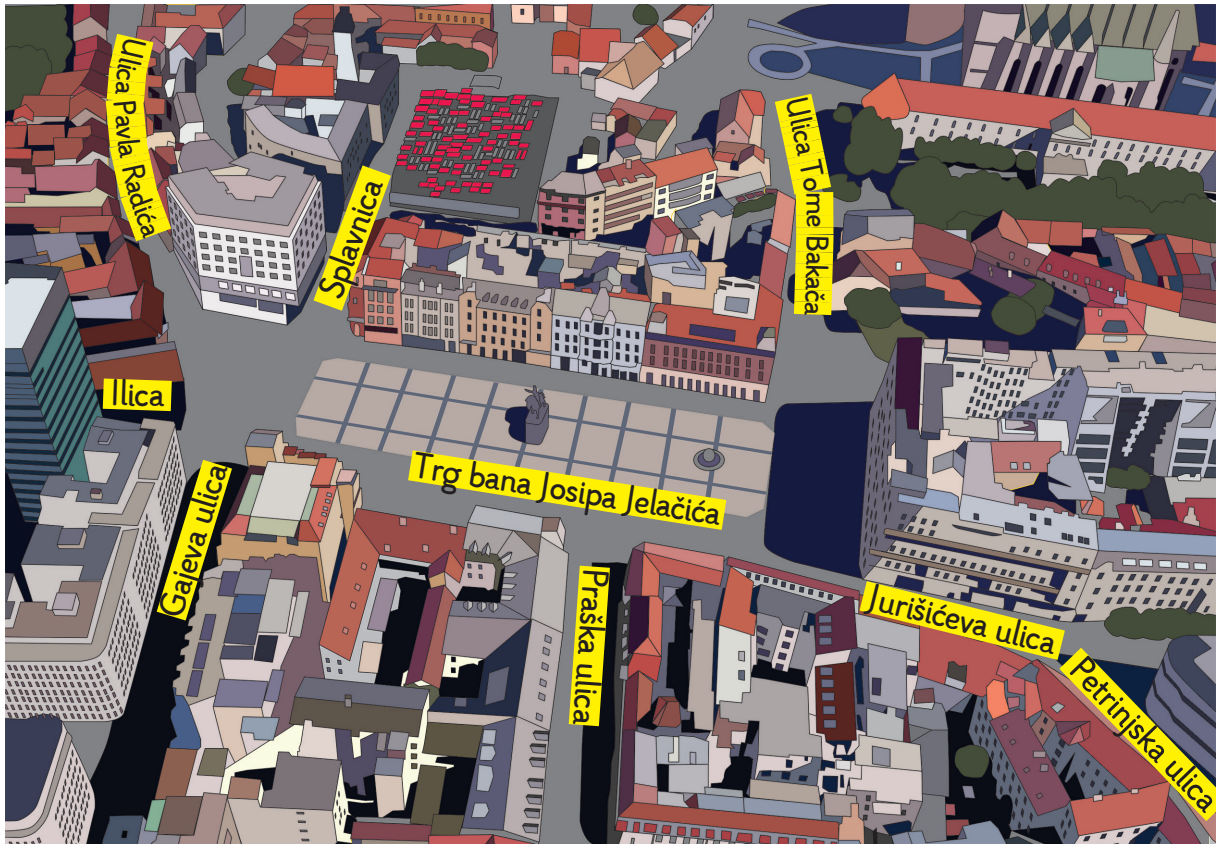 Ulica Pavla Radića
Splavnica
Ulica Tome Bakača
Ilica
Gajeva ulica
Trg bana Josipa Jelačića
Praška ulica
Jurišićeva ulica
Petrinjska ulica